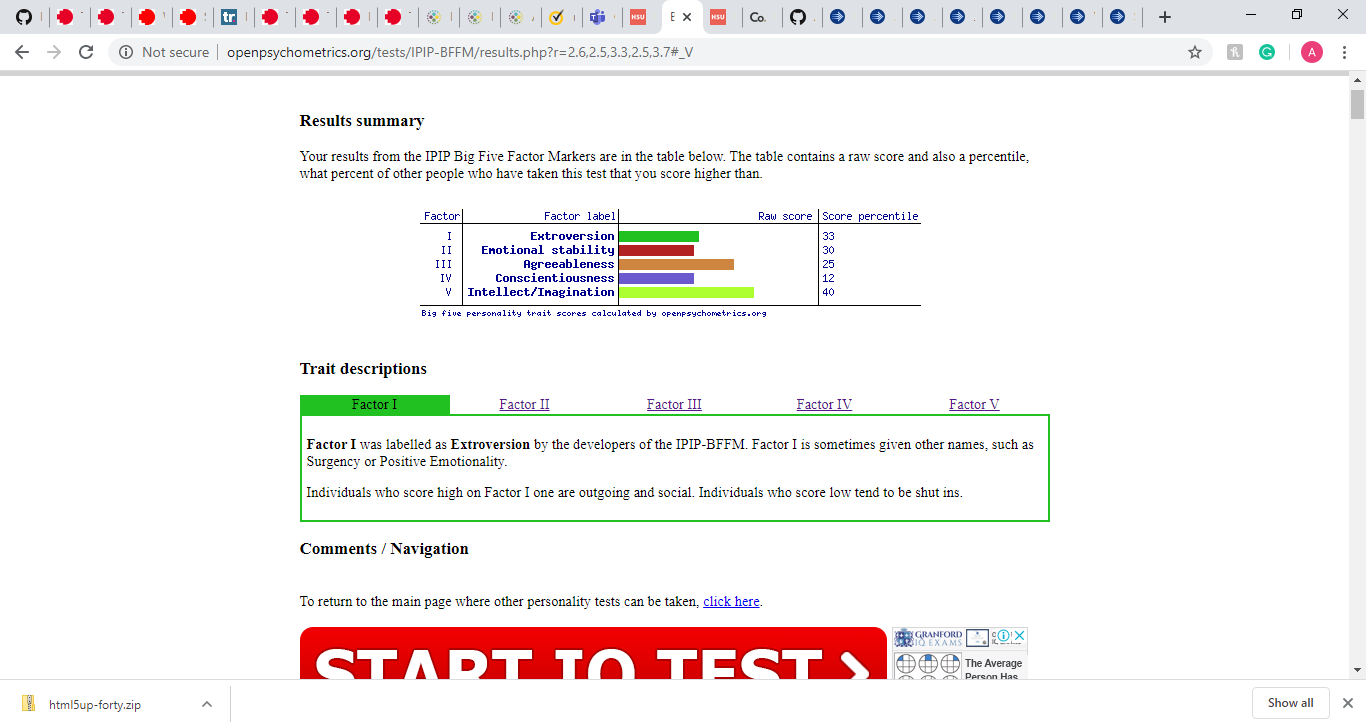 tr
HSU
E
HSU
Co.
Not secure
openpsychometrics.org/tests/IPIP-BFFM/results.php?r=2.6,2.5,3.3,2.5,3.7#_V
A
Results summary
Your results from the IPIP Big Five Factor Markers are in the table below. The table contains a raw score and also a percentile,
what percent of other people who have taken this test that you score higher than.
Factor Factor label Raw score Score percentile
I Extroversion 33
II Emotional stability 30
III Agreeableness 25
IV Conscientiousness 12
V Intellect/Imagination 40
Big five personality trait scores calculated by openpsychometrics.org
Trait descriptions
Factor I Factor II Factor III Factor IV Factor V
Factor I was labelled as Extroversion by the developers of the IPIP-BFFM. Factor I is sometimes given other names, such as
Surgency or Positive Emotionality.
Individuals who score high on Factor I one are outgoing and social. Individuals who score low tend to be shut ins.
Comments / Navigation
To return to the main page where other personality tests can be taken, click here.
START IQ TEST
GRANFORD
IQ EXAMS
The Average
Person Has
html5up-forty.zip
Show all